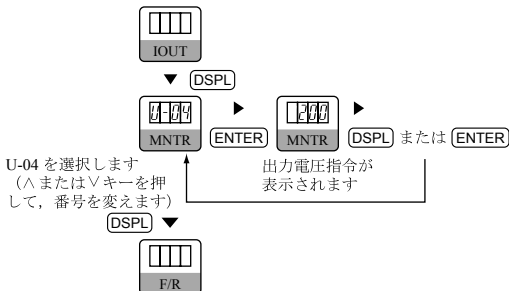 IOUT
DSPL
U-04
MNTR
ENTER
200
MNTR
DSPL または ENTER
U-04 を選択します
（∧または∨キーを押
して，番号を変えます）
出力電圧指令が
表示されます
DSPL
F/R